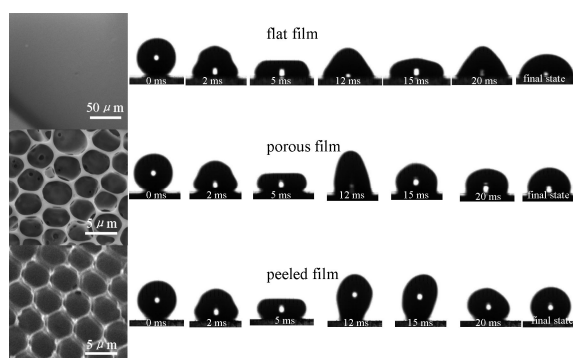 flat film
50 μm
0 ms 2 ms 5 ms 12 ms 15 ms 20 ms final state
porous film
5 μm
0 ms 2 ms 5 ms 12 ms 15 ms 20 ms final state
peeled film
5 μm
0 ms 2 ms 5 ms 12 ms 15 ms 20 ms final state